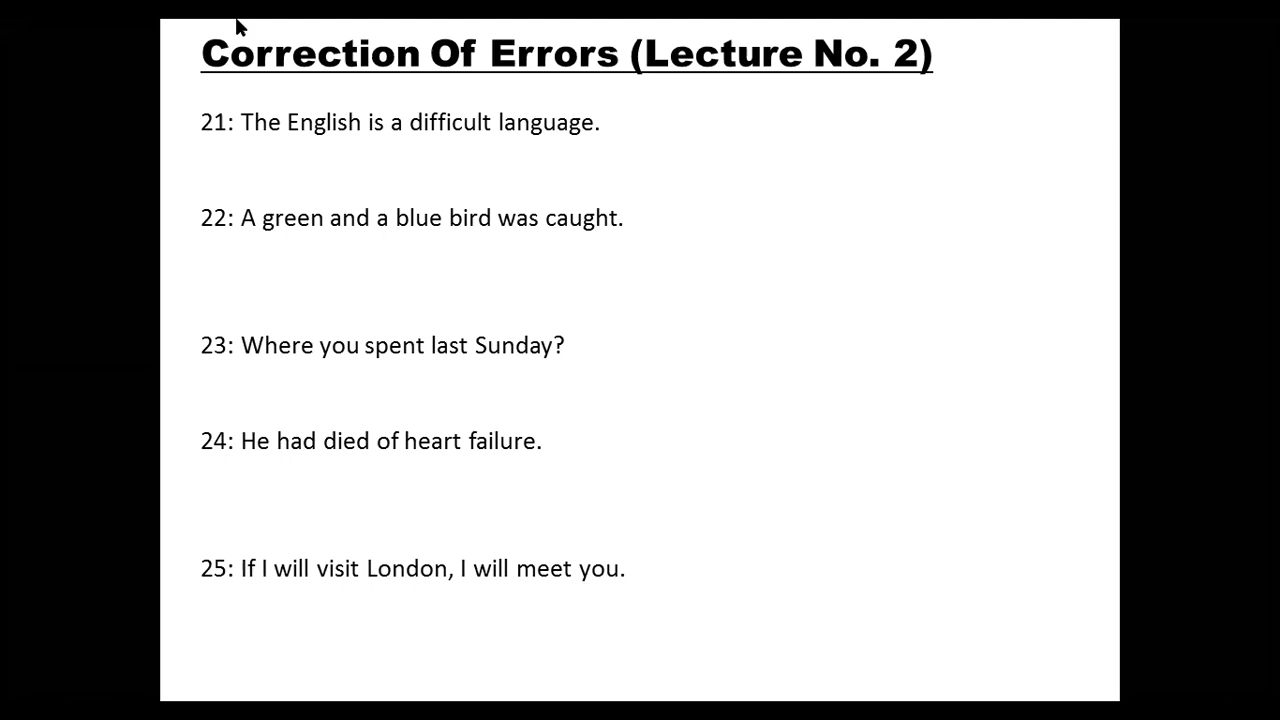 Correction Of Errors (Lecture No. 2)
21: The English is a difficult language.
22: A green and a blue bird was caught.
23: Where you spent last Sunday?
24: He had died of heart failure.
25: If I will visit London, I will meet you.